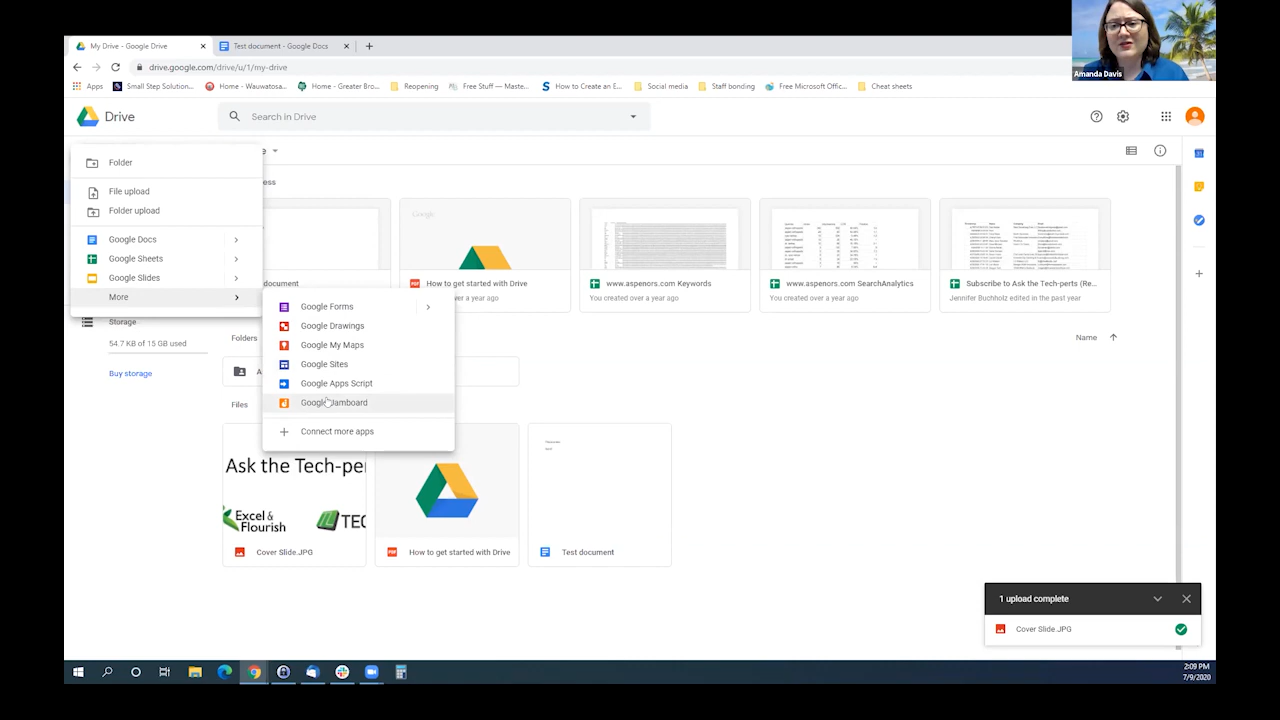 My Drive - Google Drive
Test document - Google Docs
drive.google.com/drive/u/1/my-drive
Apps
Small Step Solution...
Home - Wauwatosa...
Home - Greater Bro...
Reopening
Free Stuff — Maste...
How to Create an E...
Social media
Staff bonding
Free Microsoft Offic...
Cheat sheets
Amanda Davis
Drive
Search in Drive
Folder
File upload
Folder upload
Google Docs
Google Sheets
Google Slides
More
Google Forms
Google Drawings
Google My Maps
Google Sites
Google Apps Script
Google Jamboard
Connect more apps
Storage
54.7 KB of 15 GB used
Buy storage
ess
document
Google
How to get started with Drive
over a year ago
www.aspenors.com Keywords
You created over a year ago
www.aspenors.com SearchAnalytics
You created over a year ago
Subscribe to Ask the Tech-perts (Re...
Jennifer Buchholz edited in the past year
Folders
Name
Files
Ask the Tech-per
Excel &
Flourish
TEC
Cover Slide.JPG
How to get started with Drive
Test document
1 upload complete
Cover Slide.JPG
2:09 PM
7/9/2020